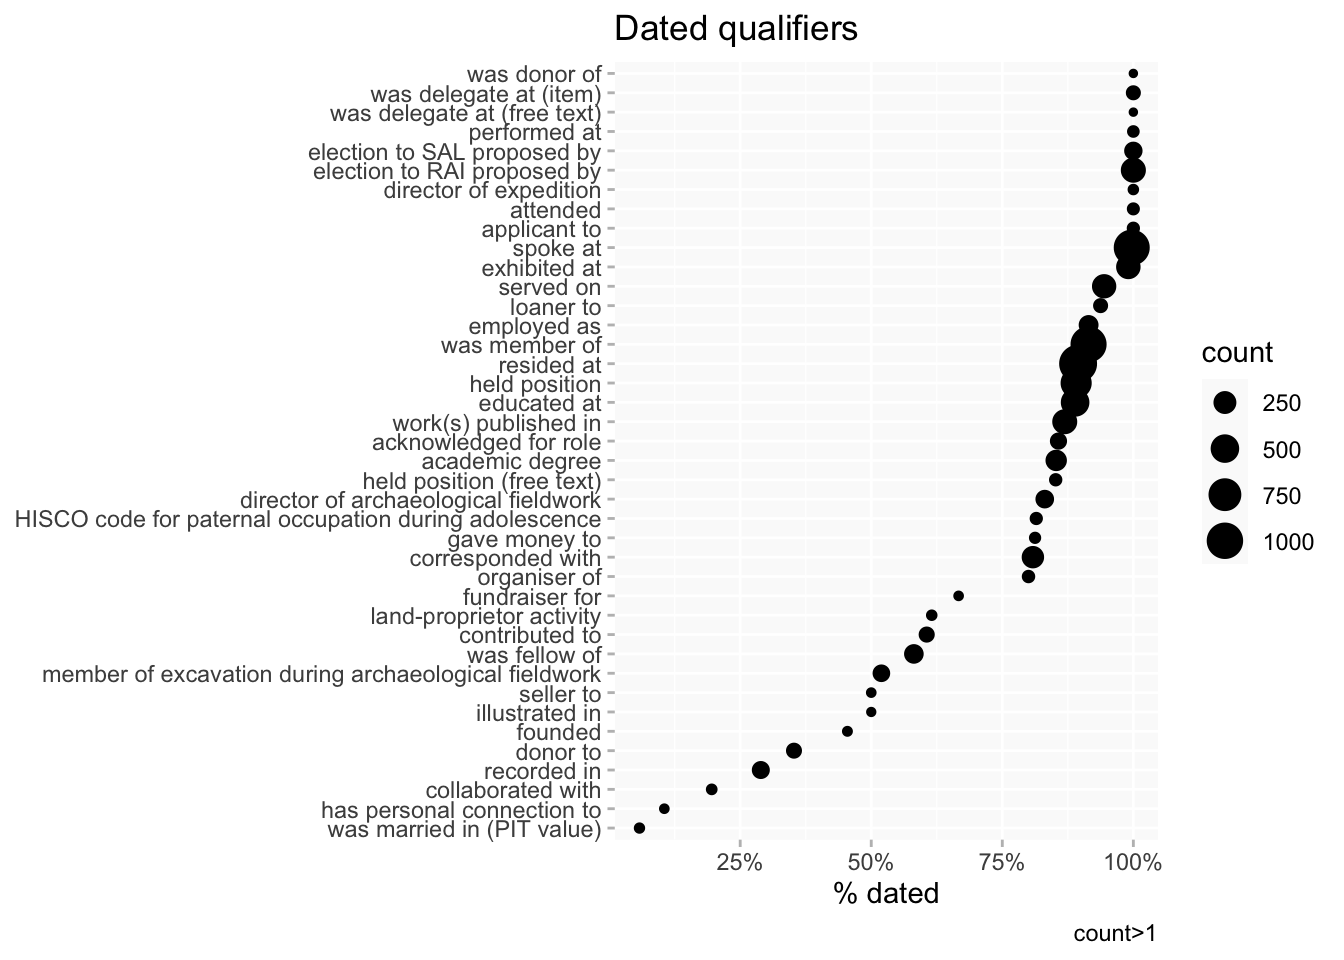 Dated qualifiers
was donor of
was delegate at (item)
was delegate at (free text)
performed at
election to SAL proposed by
election to RAI proposed by
director of expedition
attended
applicant to
spoke at
exhibited at
served on
loaner to
employed as
was member of
resided at
held position
educated at
work(s) published in
acknowledged for role
academic degree
held position (free text)
director of archaeological fieldwork
HISCO code for paternal occupation during adolescence
gave money to
corresponded with
organiser of
fundraiser for
land-proprietor activity
contributed to
was fellow of
member of excavation during archaeological fieldwork
seller to
illustrated in
founded
donor to
recorded in
collaborated with
has personal connection to
was married in (PIT value)
25% 50% 75% 100%
% dated
count>1
count
250
500
750
1000